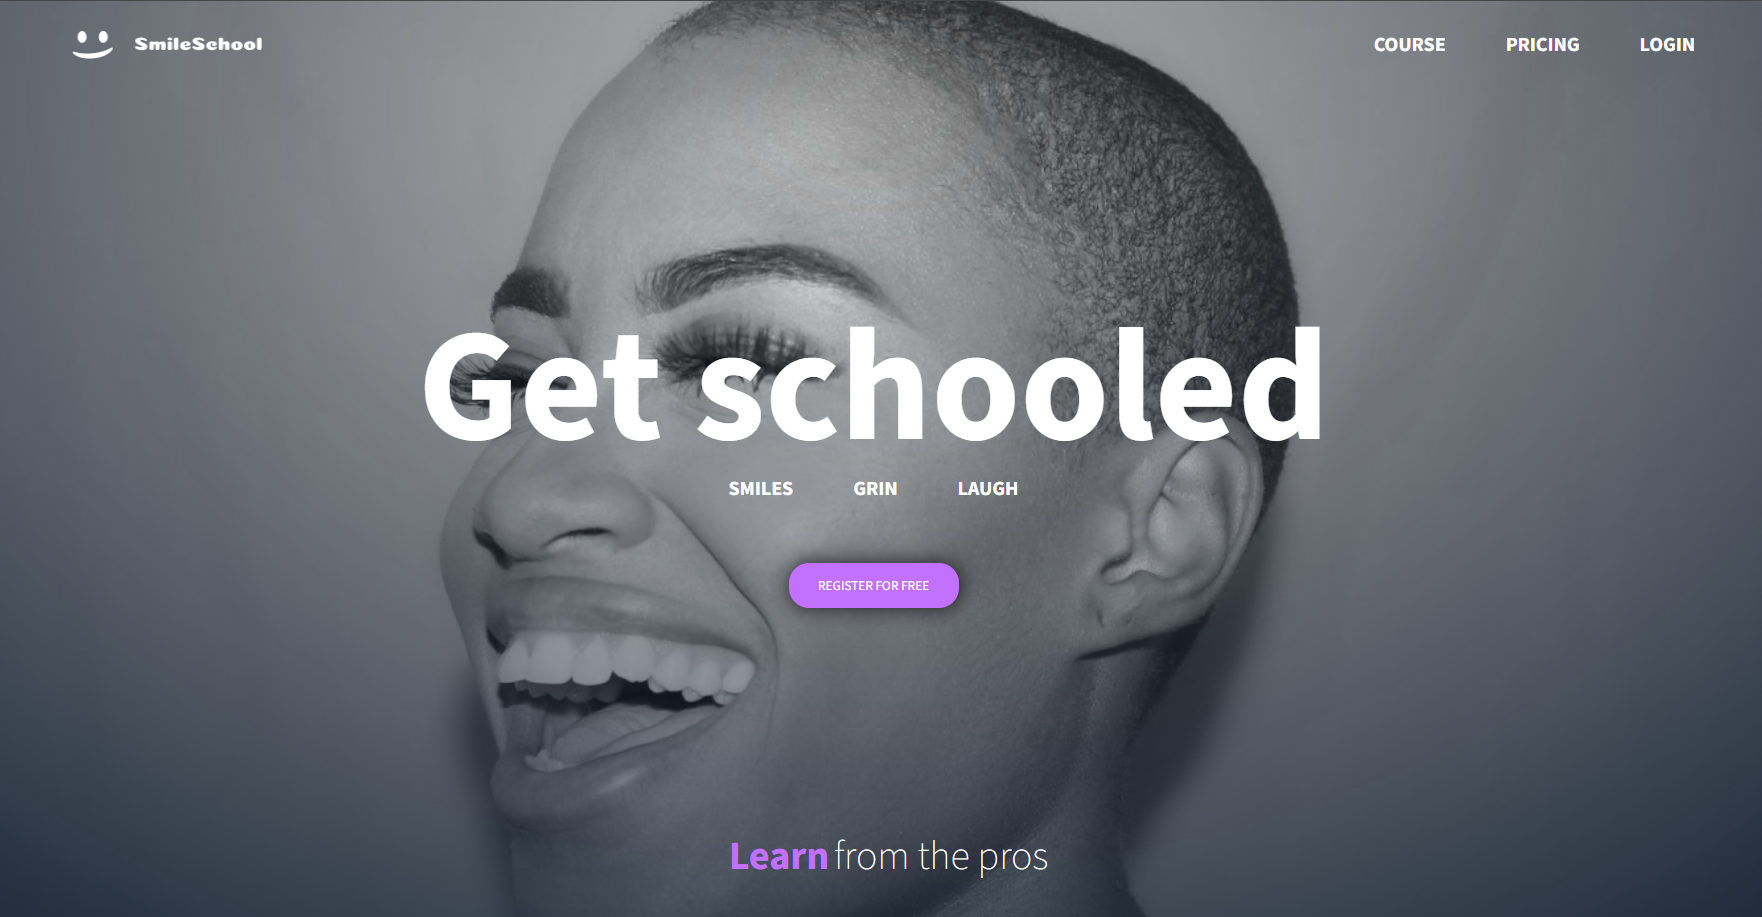 SmileSchool
COURSE PRICING LOGIN
Get schooled
SMILES GRIN LAUGH
REGISTER FOR FREE
Learn from the pros